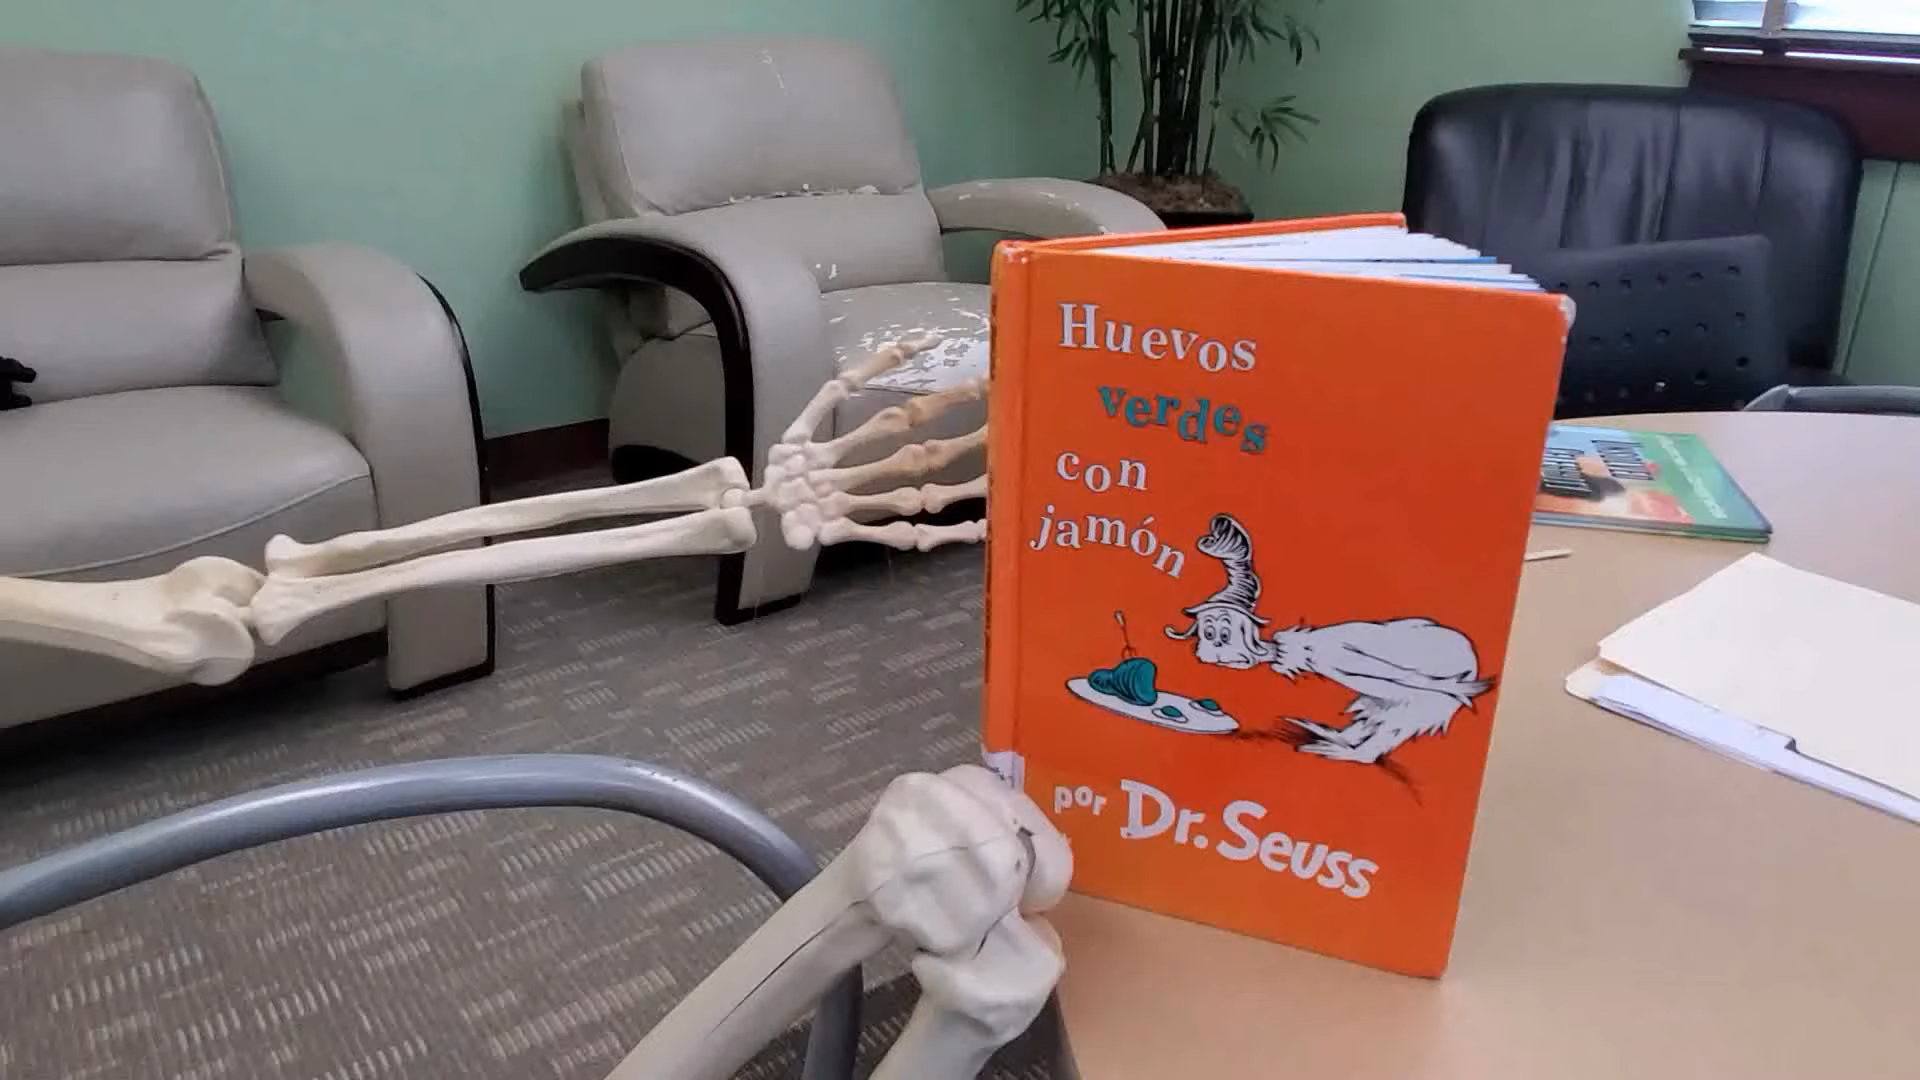 Huevos
verdes
con
jamón
por Dr. Seuss